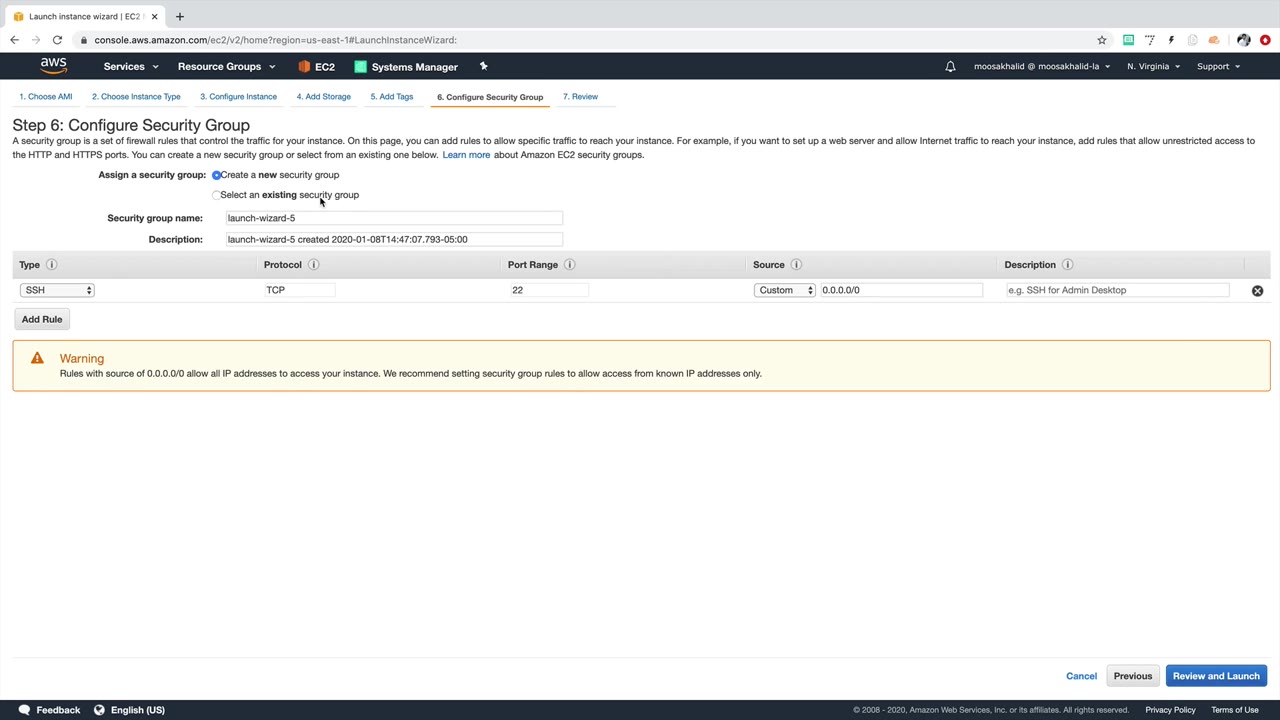 Launch instance wizard | EC2
console.aws.amazon.com/ec2/v2/home?region=us-east-1#LaunchInstanceWizard:
aws Services Resource Groups EC2 Systems Manager moosakhalid @ moosakhalid-la N. Virginia Support
1. Choose AMI 2. Choose Instance Type 3. Configure Instance 4. Add Storage 5. Add Tags 6. Configure Security Group 7. Review
Step 6: Configure Security Group
A security group is a set of firewall rules that control the traffic for your instance. On this page, you can add rules to allow specific traffic to reach your instance. For example, if you want to set up a web server and allow Internet traffic to reach your instance, add rules that allow unrestricted access to
the HTTP and HTTPS ports. You can create a new security group or select from an existing one below. Learn more about Amazon EC2 security groups.
Assign a security group: Create a new security group
Select an existing security group
Security group name: launch-wizard-5
Description: launch-wizard-5 created 2020-01-08T14:47:07.793-05:00
Type i Protocol i Port Range i Source i Description i
SSH TCP 22 Custom 0.0.0.0/0 e.g. SSH for Admin Desktop
Add Rule
Warning
Rules with source of 0.0.0.0/0 allow all IP addresses to access your instance. We recommend setting security group rules to allow access from known IP addresses only.
Cancel Previous Review and Launch
Feedback English (US) © 2008 - 2020, Amazon Web Services, Inc. or its affiliates. All rights reserved. Privacy Policy Terms of Use